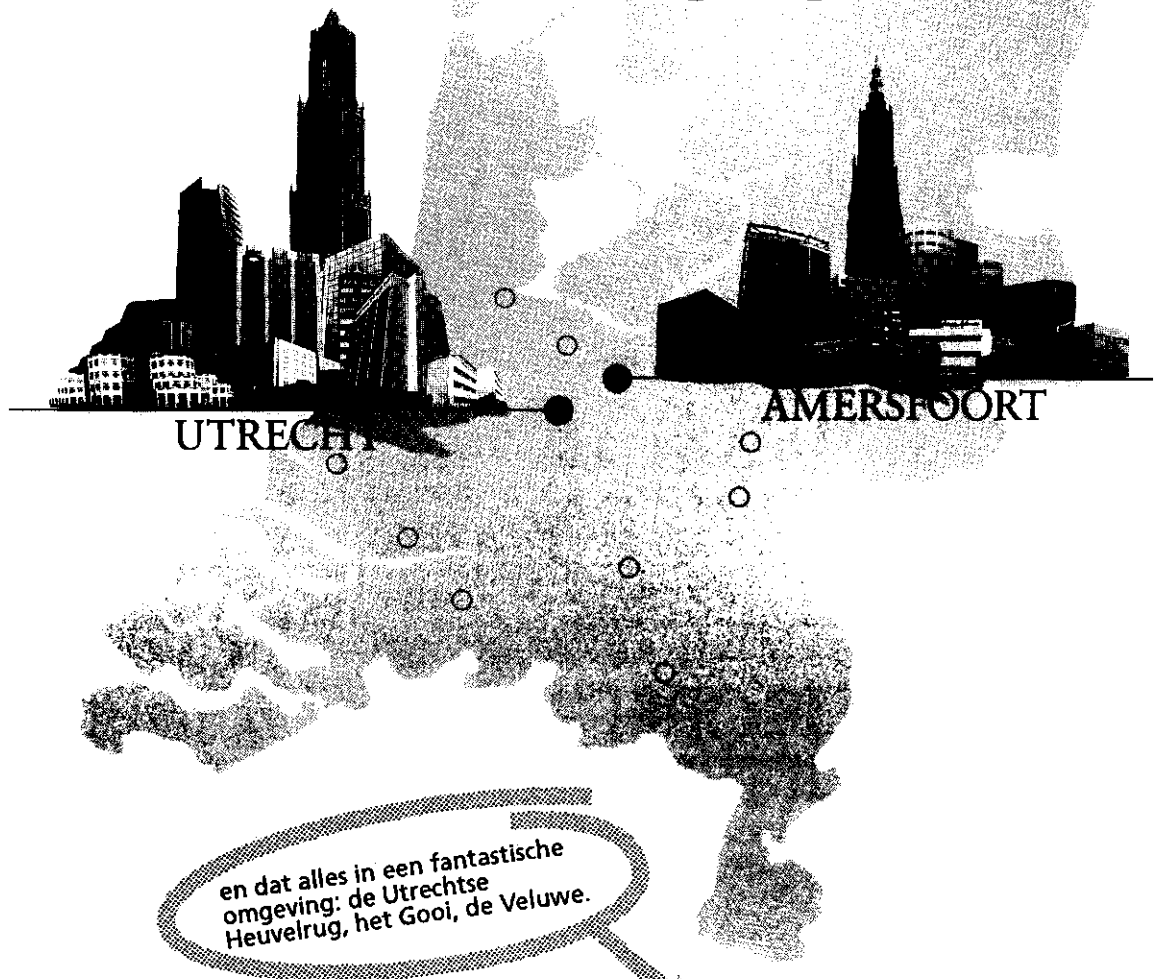 UTRECHT
AMERSFOORT
en dat alles in een fantastische
omgeving: de Utrechtse
Heuvelrug, het Gooi, de Veluwe.